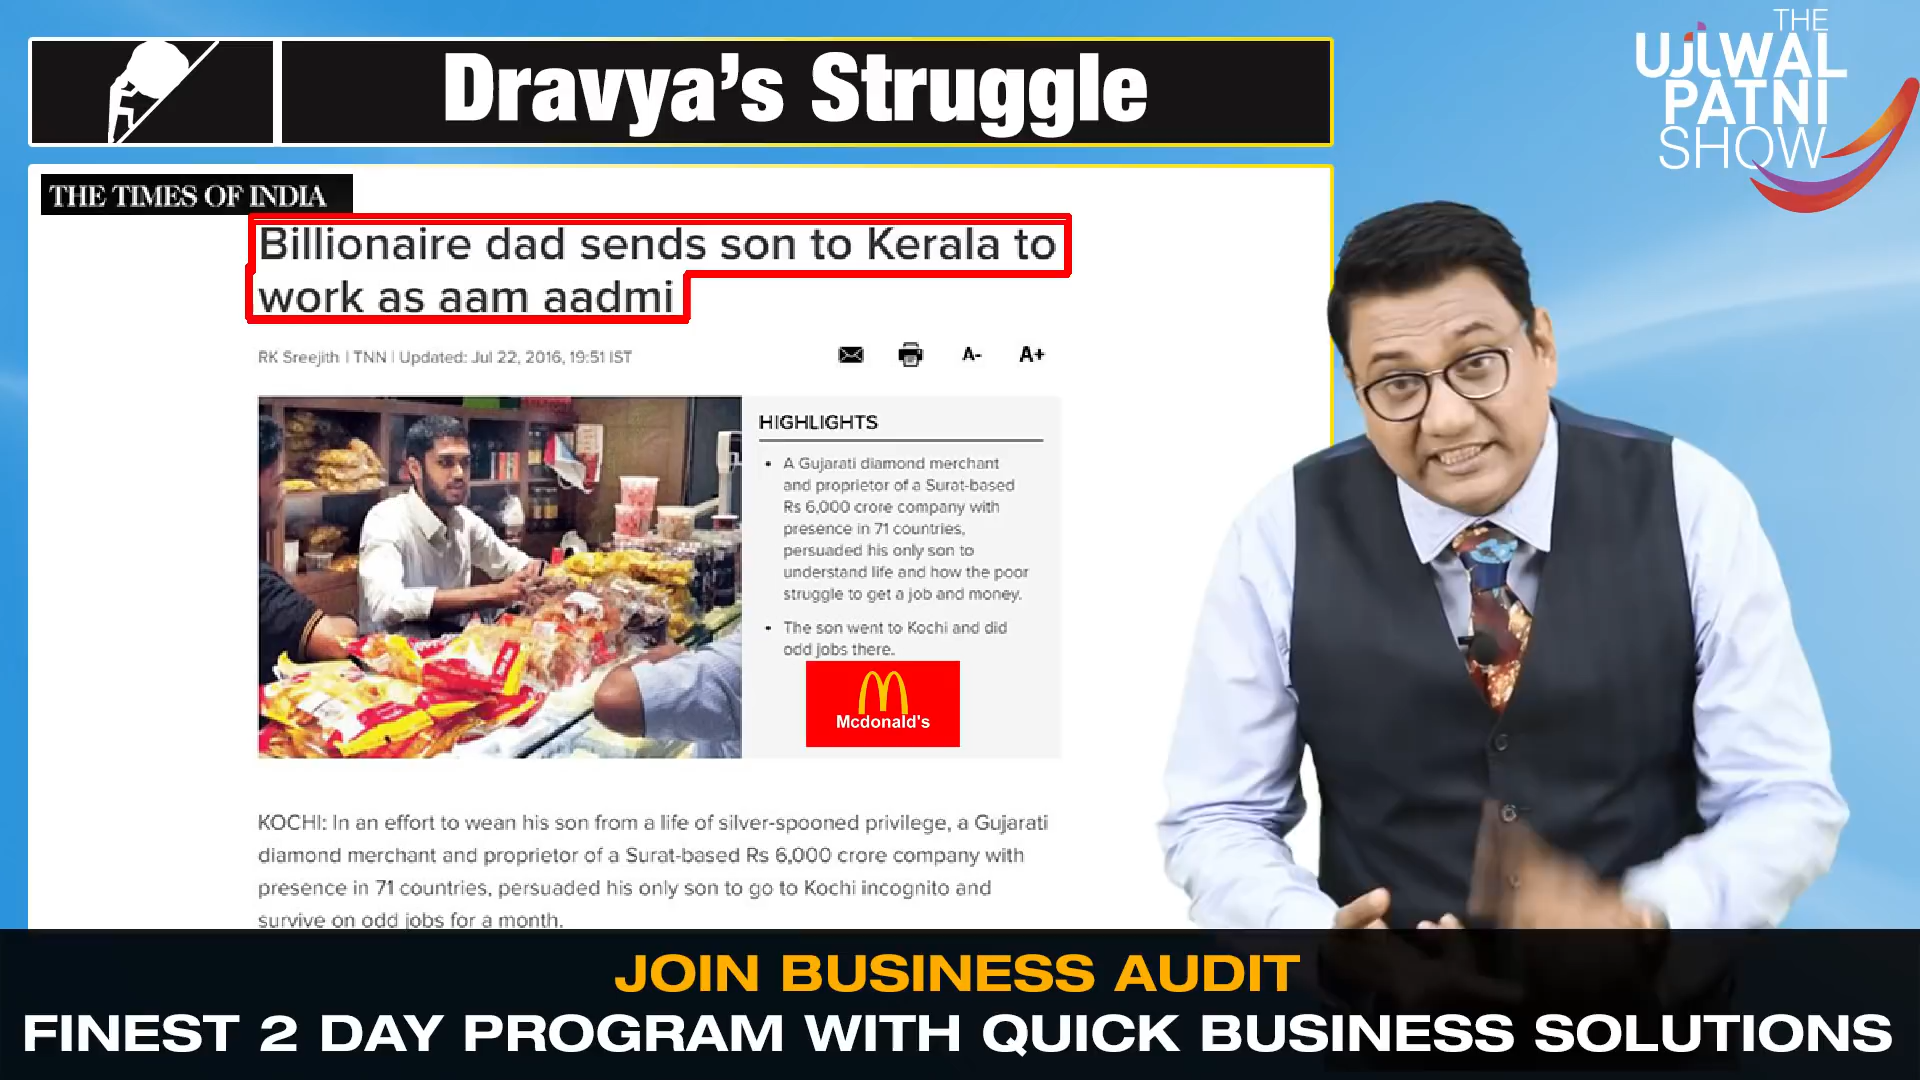 THE
UJJWAL
PATNI
SHOW
Dravya's Struggle
THE TIMES OF INDIA
Billionaire dad sends son to Kerala to
work as aam aadmi
RK Sreejith | TNN | Updated: Jul 22, 2016, 19:51 IST
A-
A+
HIGHLIGHTS
• A Gujarati diamond merchant
and proprietor of a Surat-based
Rs 6,000 crore company with
presence in 71 countries,
persuaded his only son to
understand life and how the poor
struggle to get a job and money.
• The son went to Kochi and did
odd jobs there.
Mcdonald's
KOCHI: In an effort to wean his son from a life of silver-spooned privilege, a Gujarati
diamond merchant and proprietor of a Surat-based Rs 6,000 crore company with
presence in 71 countries, persuaded his only son to go to Kochi incognito and
survive on odd jobs for a month.
JOIN BUSINESS AUDIT
FINEST 2 DAY PROGRAM WITH QUICK BUSINESS SOLUTIONS